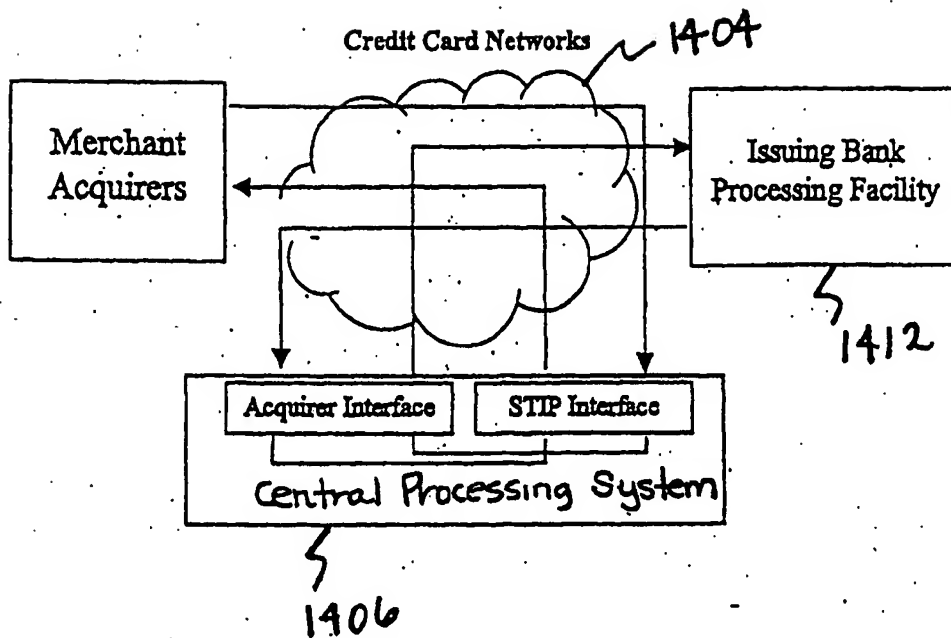 Credit Card Networks
1404
Merchant
Acquirers
Issuing Bank
Processing Facility
1412
Acquirer Interface
STIP Interface
Central Processing System
1406